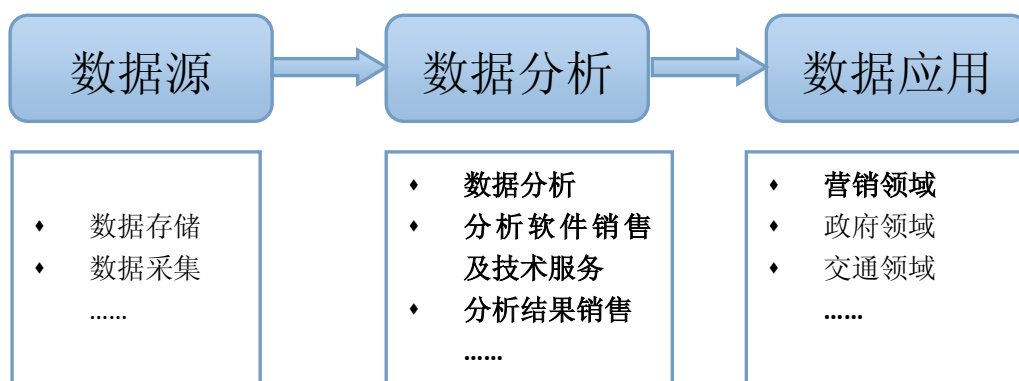 数据源
数据分析
数据应用
数据存储
数据采集
......
数据分析
分析软件销售
及技术服务
分析结果销售
......
营销领域
政府领域
交通领域
......